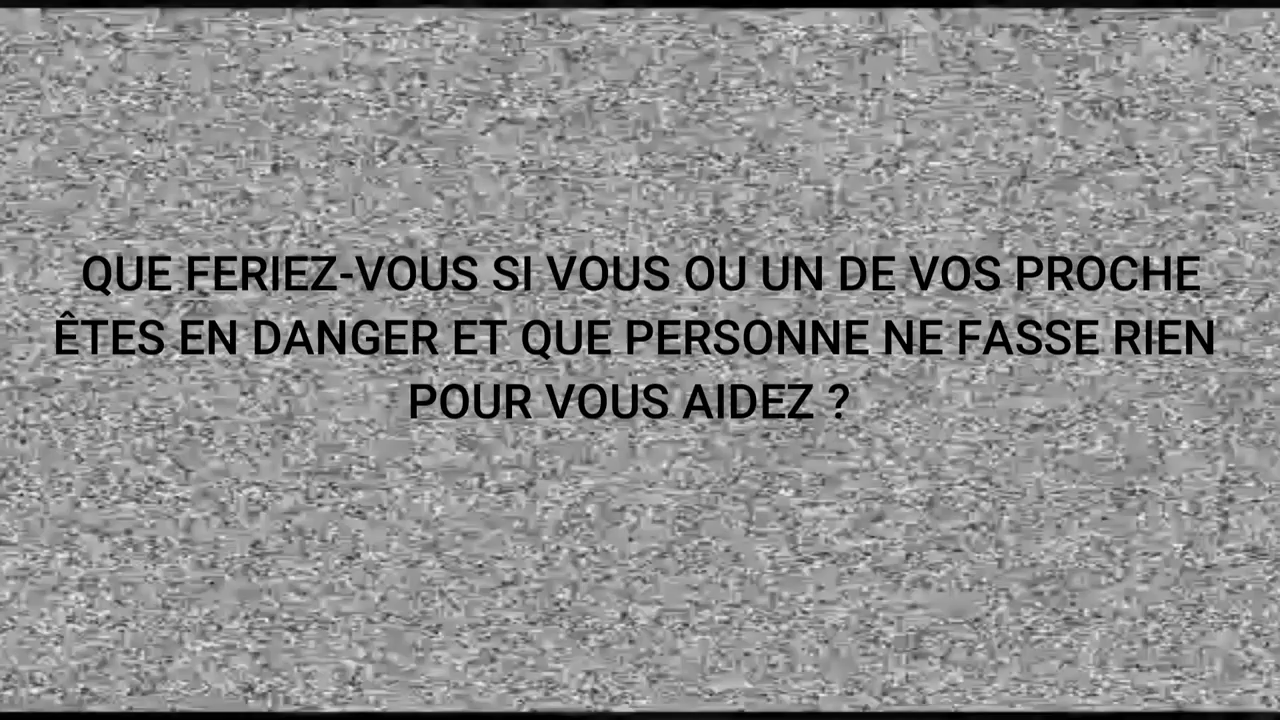 QUE FERIEZ-VOUS SI VOUS OU UN DE VOS PROCHE
ÊTES EN DANGER ET QUE PERSONNE NE FASSE RIEN
POUR VOUS AIDEZ ?